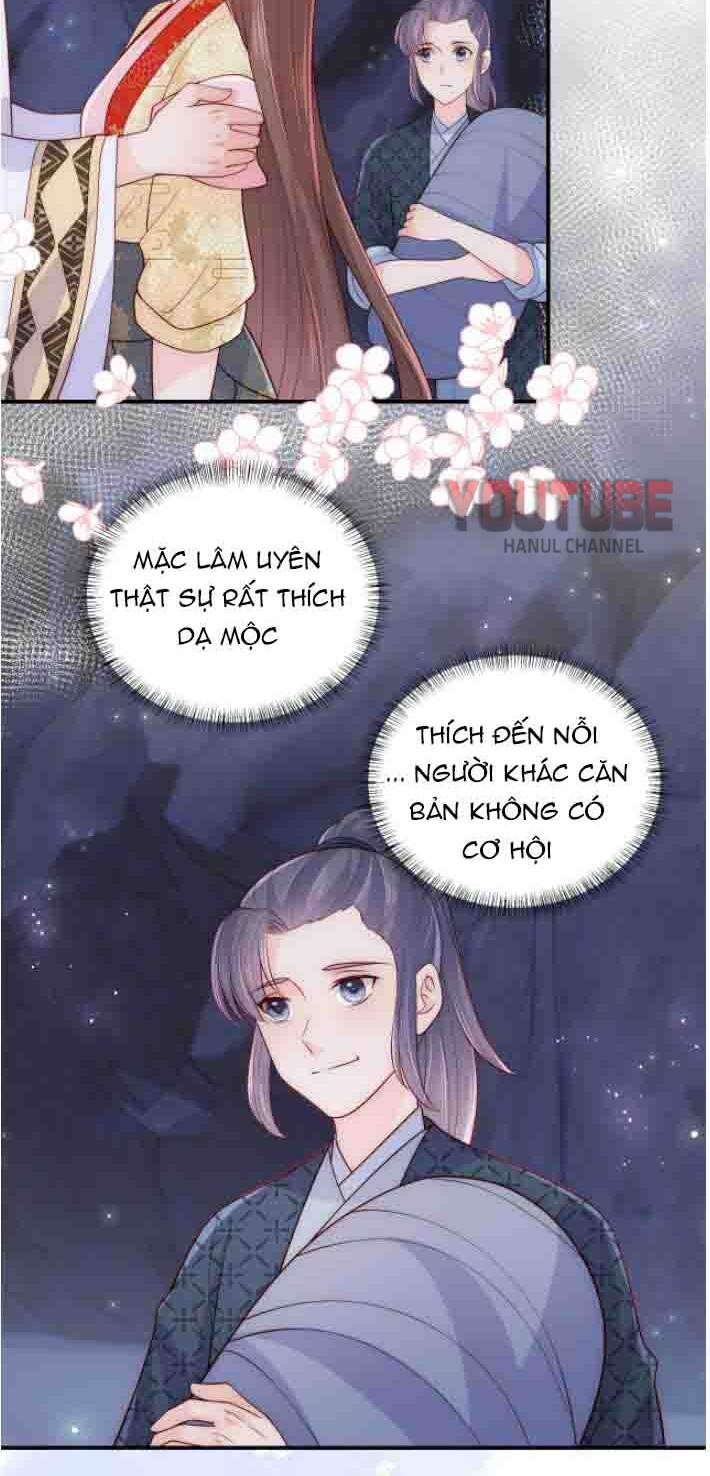 YOUTUBE
HANUL CHANNEL
MẶC LÂM UYÊN
THẬT SỰ RẤT THÍCH
DẠ MỘC
THÍCH ĐẾN NỖI
... NGƯỜI KHÁC CĂN
BẢN KHÔNG CÓ
CƠ HỘI